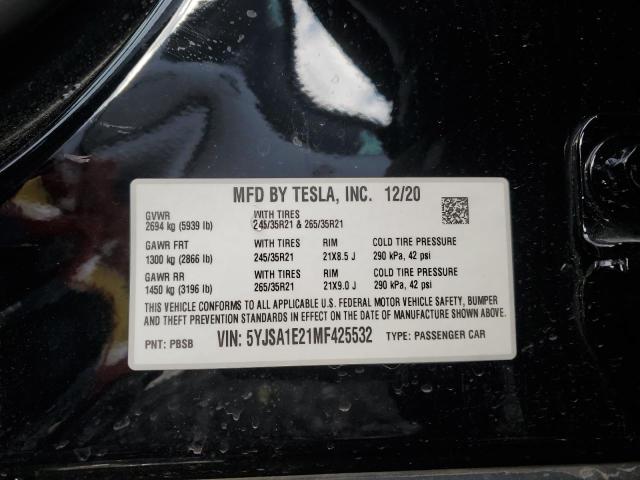 MFD BY TESLA, INC. 12/20
GVWR WITH TIRES
2694 kg (5939 lb) 245/35R21 & 265/35R21
GAWR FRT WITH TIRES RIM COLD TIRE PRESSURE
1300 kg (2866 lb) 245/35R21 21X8.5 J 290 kPa, 42 psi
GAWR RR WITH TIRES RIM COLD TIRE PRESSURE
1450 kg (3196 lb) 265/35R21 21X9.0 J 290 kPa, 42 psi
THIS VEHICLE CONFORMS TO ALL APPLICABLE U.S. FEDERAL MOTOR VEHICLE SAFETY, BUMPER
AND THEFT PREVENTION STANDARDS IN EFFECT ON THE DATE OF MANUFACTURE SHOWN ABOVE.
PNT: PBSB VIN: 5YJSA1E21MF425532 TYPE: PASSENGER CAR